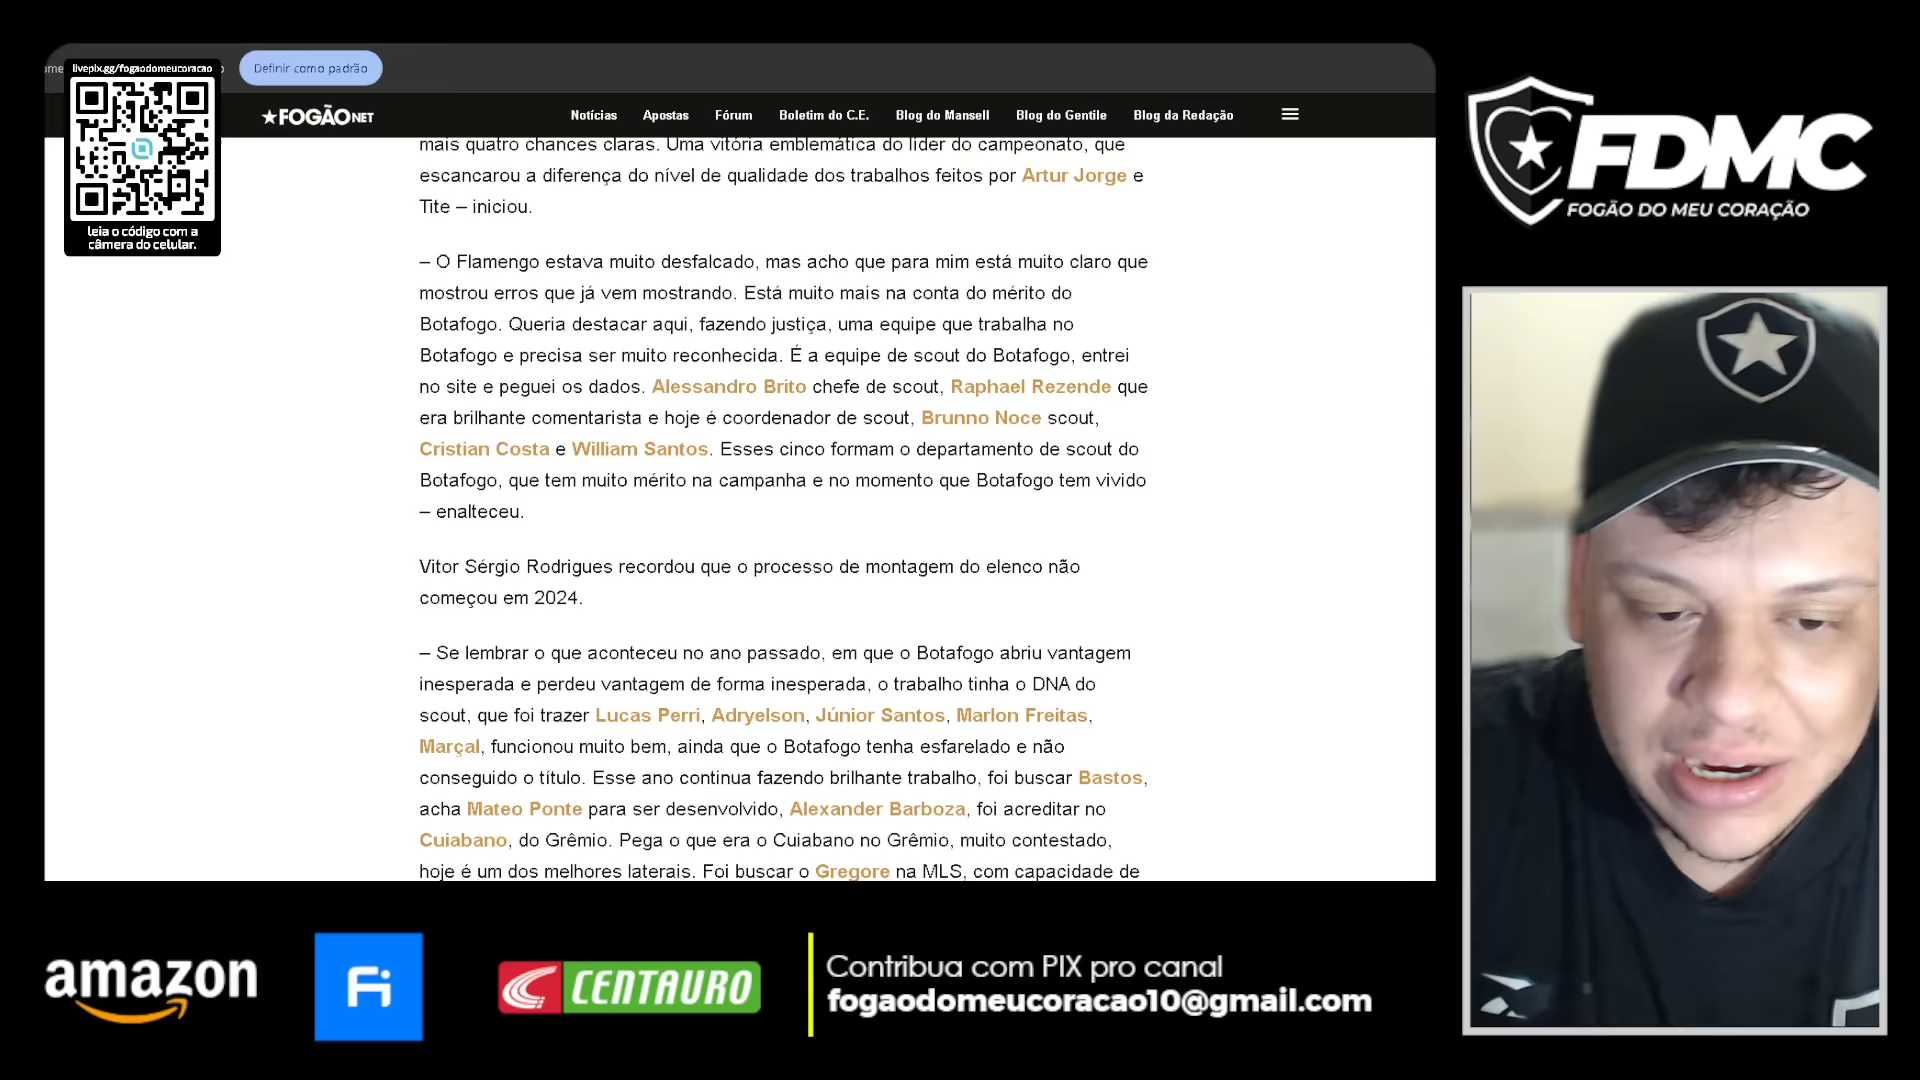 livepix.gg/fogaodomeucoracao
leia o código com a
câmera do celular.
Definir como padrão
FOGÃONET
Notícias
Apostas
Fórum
Boletim do C.E.
Blog do Mansell
Blog do Gentile
Blog da Redação
mais quatro chances claras. Uma vitória emblemática do líder do campeonato, que
escancarou a diferença do nível de qualidade dos trabalhos feitos por Artur Jorge e
Tite – iniciou.
– O Flamengo estava muito desfalcado, mas acho que para mim está muito claro que
mostrou erros que já vem mostrando. Está muito mais na conta do mérito do
Botafogo. Queria destacar aqui, fazendo justiça, uma equipe que trabalha no
Botafogo e precisa ser muito reconhecida. É a equipe de scout do Botafogo, entrei
no site e peguei os dados. Alessandro Brito chefe de scout, Raphael Rezende que
era brilhante comentarista e hoje é coordenador de scout, Brunno Noce scout,
Cristian Costa e William Santos. Esses cinco formam o departamento de scout do
Botafogo, que tem muito mérito na campanha e no momento que Botafogo tem vivido
– enalteceu.
Vitor Sérgio Rodrigues recordou que o processo de montagem do elenco não
começou em 2024.
– Se lembrar o que aconteceu no ano passado, em que o Botafogo abriu vantagem
inesperada e perdeu vantagem de forma inesperada, o trabalho tinha o DNA do
scout, que foi trazer Lucas Perri, Adryelson, Júnior Santos, Marlon Freitas,
Marçal, funcionou muito bem, ainda que o Botafogo tenha esfarelado e não
conseguido o título. Esse ano continua fazendo brilhante trabalho, foi buscar Bastos,
acha Mateo Ponte para ser desenvolvido, Alexander Barboza, foi acreditar no
Cuiabano, do Grêmio. Pega o que era o Cuiabano no Grêmio, muito contestado,
hoje é um dos melhores laterais. Foi buscar o Gregore na MLS, com capacidade de
FDMC
FOGÃO DO MEU CORAÇÃO
amazon
Fi
CENTAURO
Contribua com PIX pro canal
fogaodomeucoracao10@gmail.com